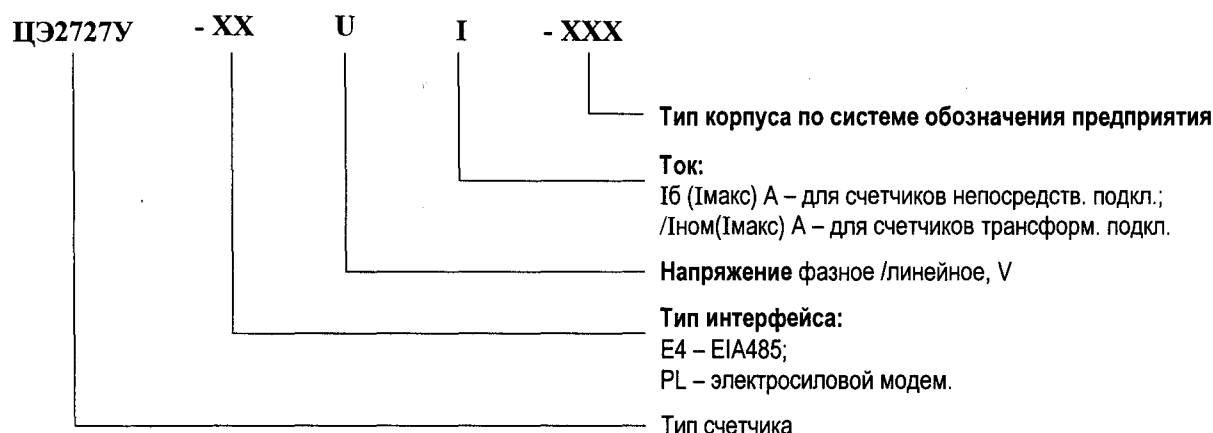 ЦЭ2727У - XX U I - XXX
Тип корпуса по системе обозначения предприятия
Ток:
Iб (Iмакс) А – для счетчиков непосредств. подкл.;
/Iном(Iмакс) А – для счетчиков трансформ. подкл.
Напряжение фазное /линейное, V
Тип интерфейса:
E4 – EIA485;
PL – электросиловой модем.
Тип счетчика